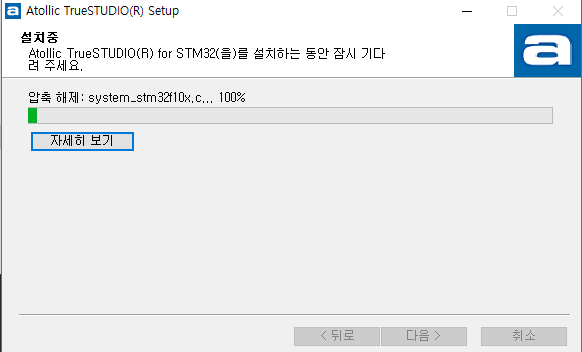 Atollic TrueSTUDIO(R) Setup
설치중
Atollic TrueSTUDIO(R) for STM32(을)를 설치하는 동안 잠시 기다
려 주세요.
압축 해제: system_stm32f10x.c... 100%
자세히 보기
< 뒤로
다음 >
취소